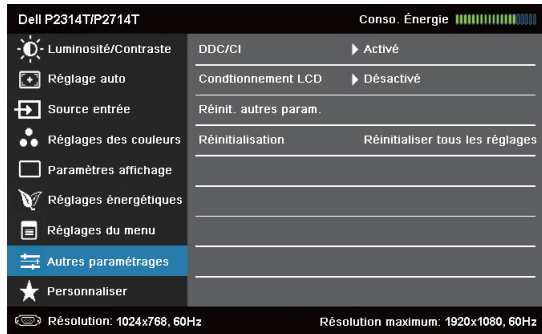 Dell P2314T/P2714T Conso. Énergie
Luminosité/Contraste DDC/CI Activé
Réglage auto Condtionnement LCD Désactivé
Source entrée Réinit. autres param.
Réglages des couleurs Réinitialisation Réinitialiser tous les réglages
Paramètres affichage
Réglages énergétiques
Réglages du menu
Autres paramétrages
Personnaliser
Résolution: 1024x768, 60Hz Résolution maximum: 1920x1080, 60Hz